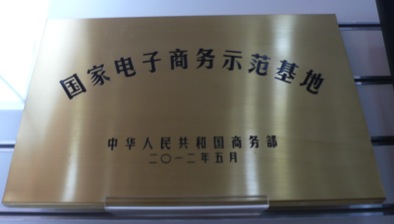 国家电子商务示范基地
中华人民共和国商务部
二〇一二年五月